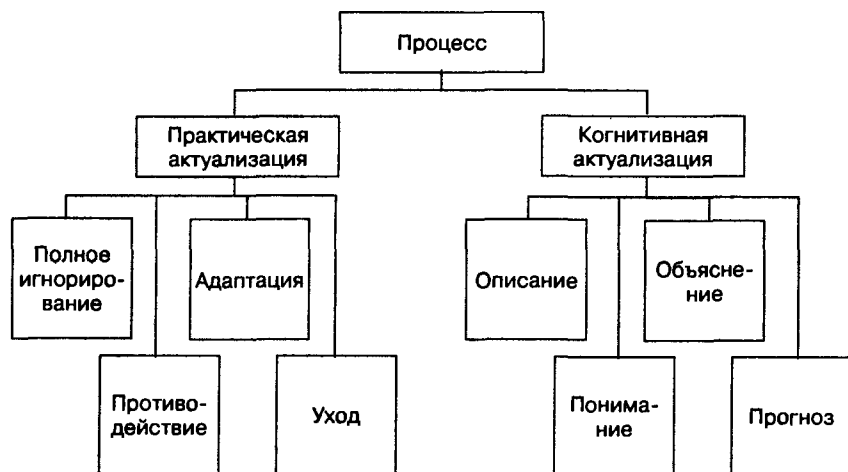 Процесс
Практическая
актуализация
Когнитивная
актуализация
Полное
игнориро-
вание
Адаптация
Описание
Объясне-
ние
Противо-
действие
Уход
Понима-
ние
Прогноз